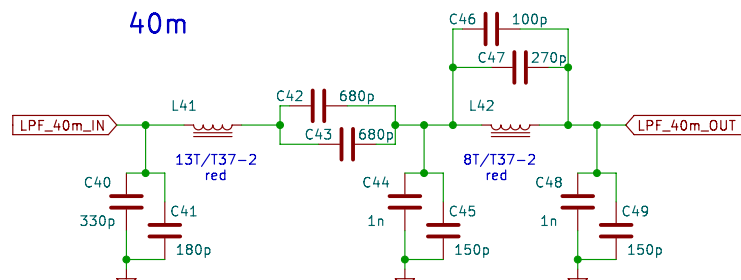 40m
C46
100p
C47
270p
L41
C42
680p
L42
LPF_40m_IN
C43
680p
LPF_40m_OUT
13T/T37-2
red
8T/T37-2
red
C40
330p
C41
180p
C44
1n
C45
150p
C48
1n
C49
150p